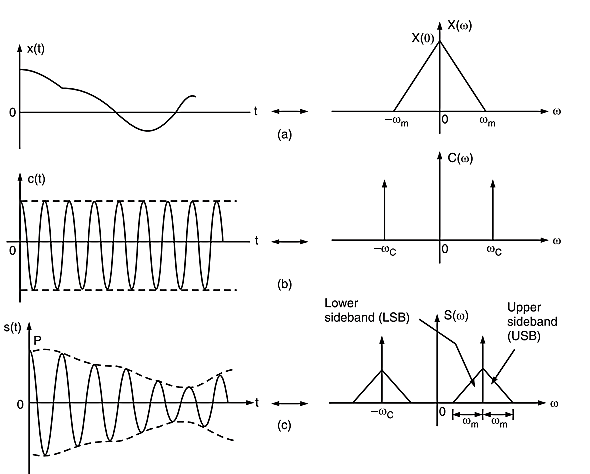 x(t)
0
t
(a)
X(ω)
X(0)
−ωm
0
ωm
ω
c(t)
0
t
(b)
C(ω)
−ωC
0
ωC
ω
s(t)
P
0
t
(c)
Lower
sideband (LSB)
S(ω)
Upper
sideband
(USB)
−ωC
0
ωm
ωm
ω